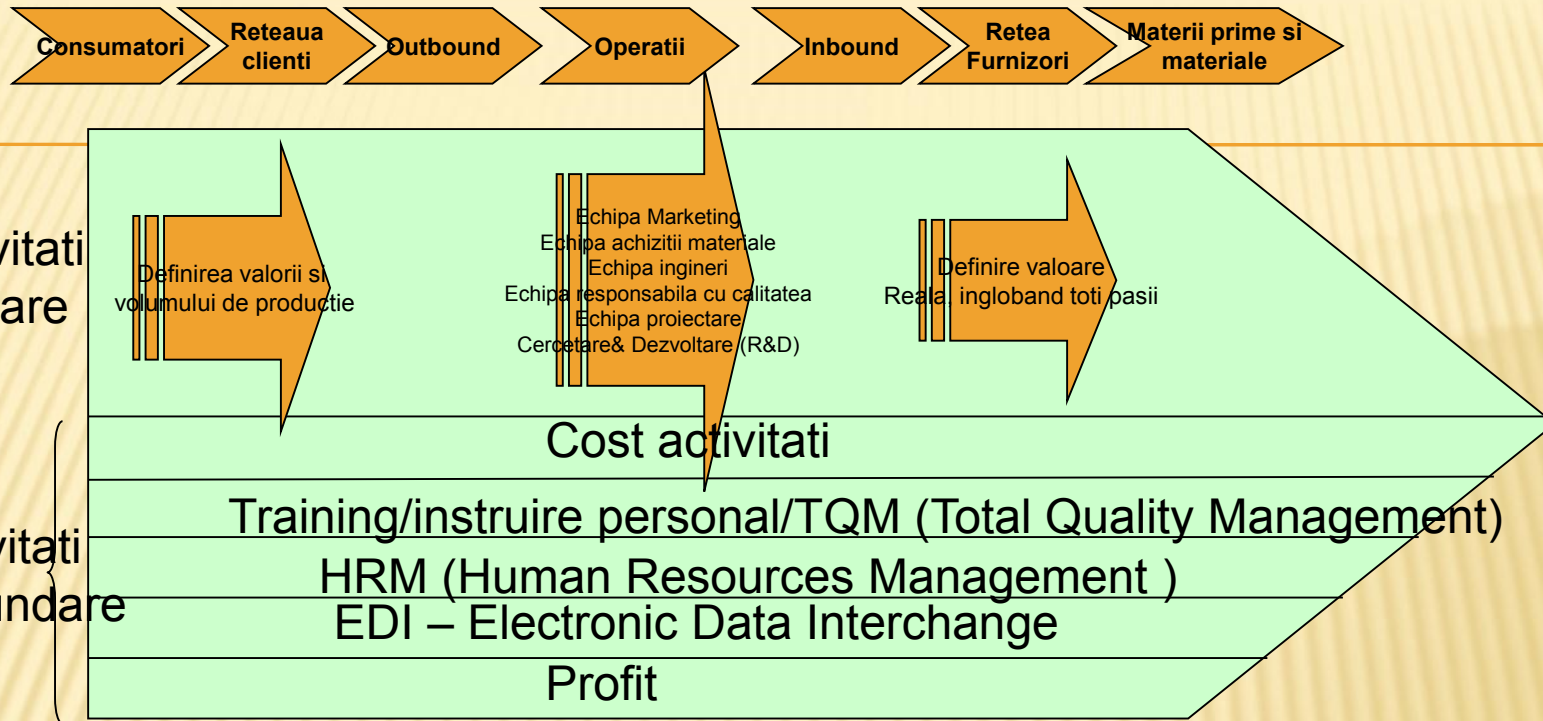 Consumatori
Reteaua
clienti
Outbound
Operatii
Inbound
Retea
Furnizori
Materii prime si
materiale
vitati
are
Definirea valorii si
volumului de productie
Echipa Marketing
Echipa achizitii materiale
Echipa ingineri
Echipa responsabila cu calitatea
Echipa proiectare
Cercetare& Dezvoltare (R&D)
Definire valoare
Reala, ingloband toti pasii
Cost activitati
Training/instruire personal/TQM (Total Quality Management)
vitati
undare
HRM (Human Resources Management )
EDI – Electronic Data Interchange
Profit